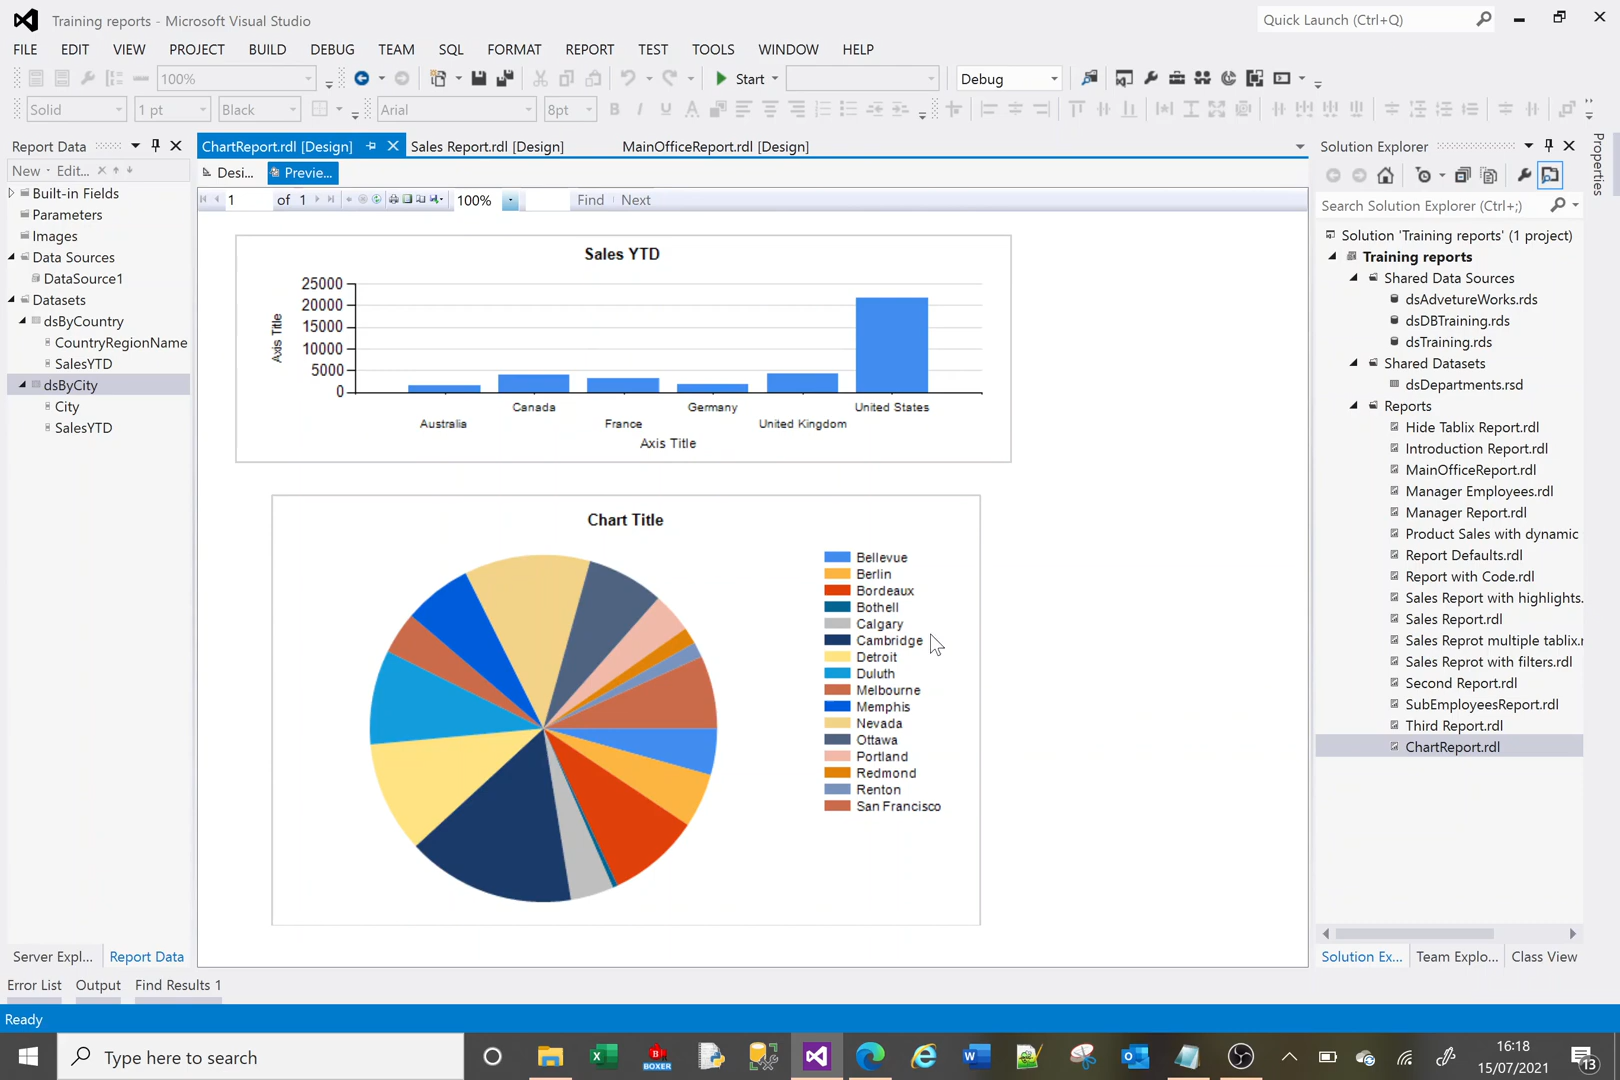 Training reports - Microsoft Visual Studio
Quick Launch (Ctrl+Q)
FILE EDIT VIEW PROJECT BUILD DEBUG TEAM SQL FORMAT REPORT TEST TOOLS WINDOW HELP
100% Start Debug
Solid 1 pt Black Arial 8pt B I U A
Report Data
ChartReport.rdl [Design] Sales Report.rdl [Design] MainOfficeReport.rdl [Design]
Solution Explorer
Properties
New Edit...
Desi... Previe...
1 of 1 100% Find Next
Search Solution Explorer (Ctrl+;)
Built-in Fields
Parameters
Images
Data Sources
DataSource1
Datasets
dsByCountry
CountryRegionName
SalesYTD
dsByCity
City
SalesYTD
Sales YTD
25000
20000
15000
10000
5000
0
Axis Title
Canada Germany United States
Australia France United Kingdom
Axis Title
Chart Title
Bellevue
Berlin
Bordeaux
Bothell
Calgary
Cambridge
Detroit
Duluth
Melbourne
Memphis
Nevada
Ottawa
Portland
Redmond
Renton
San Francisco
Solution 'Training reports' (1 project)
Training reports
Shared Data Sources
dsAdvetureWorks.rds
dsDBTraining.rds
dsTraining.rds
Shared Datasets
dsDepartments.rsd
Reports
Hide Tablix Report.rdl
Introduction Report.rdl
MainOfficeReport.rdl
Manager Employees.rdl
Manager Report.rdl
Product Sales with dynamic
Report Defaults.rdl
Report with Code.rdl
Sales Report with highlights.
Sales Report.rdl
Sales Reprot multiple tablix.r
Sales Reprot with filters.rdl
Second Report.rdl
SubEmployeesReport.rdl
Third Report.rdl
ChartReport.rdl
Server Expl... Report Data
Solution Ex... Team Explo... Class View
Error List Output Find Results 1
Ready
Type here to search
BOXER
16:18
15/07/2021
13